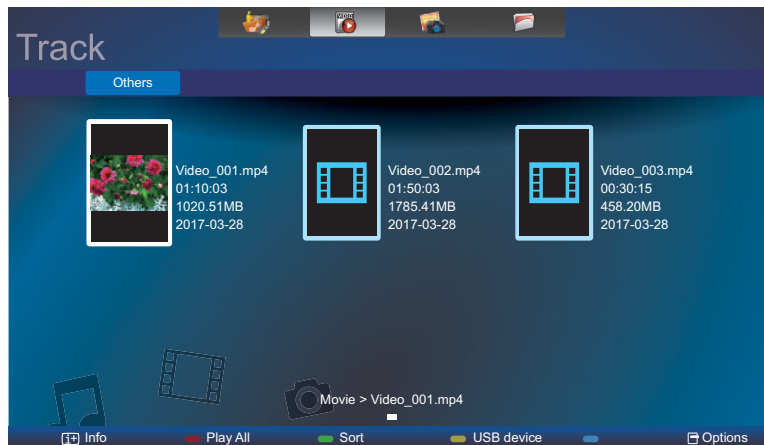 VIDEO
Track
Others
Video_001.mp4
01:10:03
1020.51MB
2017-03-28
Video_002.mp4
01:50:03
1785.41MB
2017-03-28
Video_003.mp4
00:30:15
458.20MB
2017-03-28
Movie > Video_001.mp4
i+ Info Play All Sort USB device Options